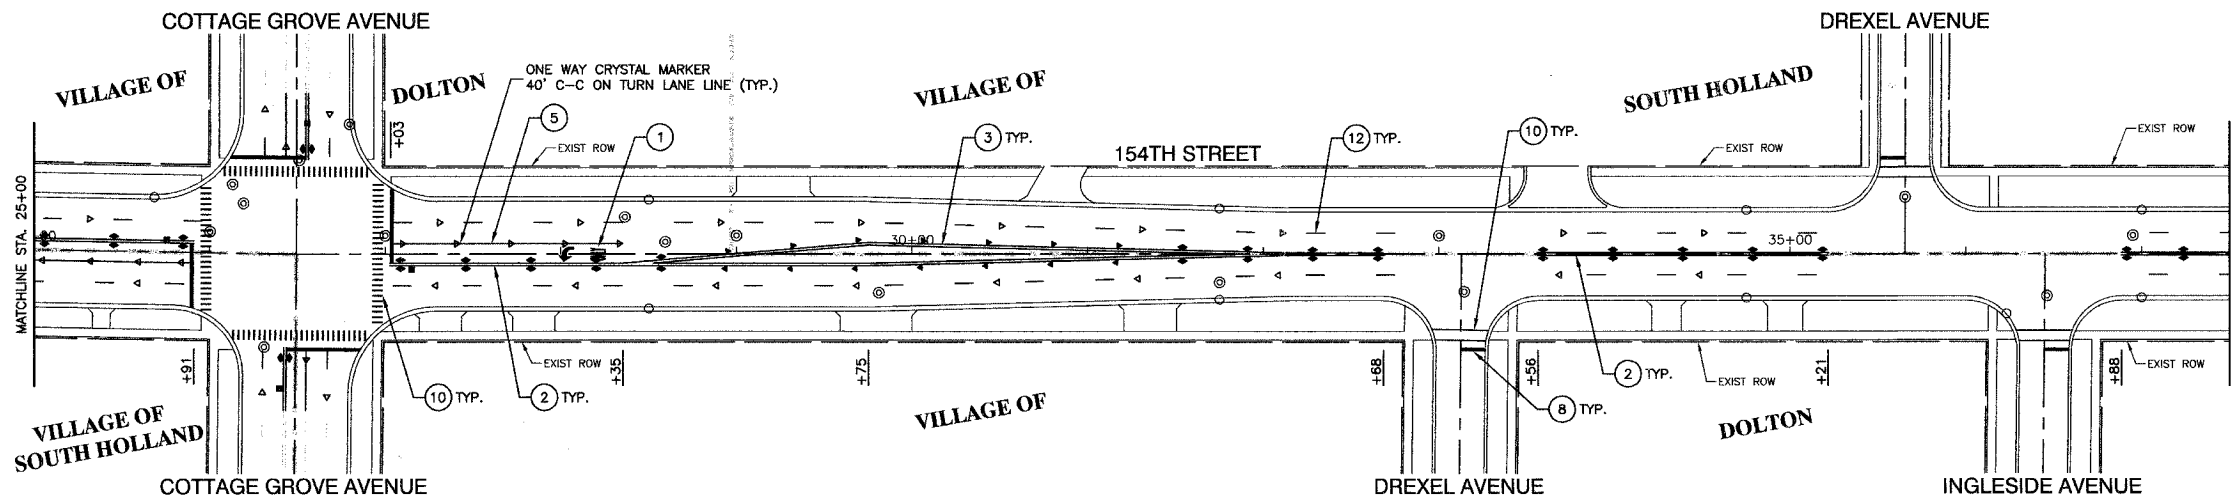 COTTAGE GROVE AVENUE
DREXEL AVENUE
VILLAGE OF
DOLTON
ONE WAY CRYSTAL MARKER
40' C-C ON TURN LANE LINE (TYP.)
VILLAGE OF
SOUTH HOLLAND
+03
5
1
3 TYP.
12 TYP.
10 TYP.
EXIST ROW
154TH STREET
EXIST ROW
EXIST ROW
MATCHLINE STA. 25+00
30+00
35+00
+91
10 TYP.
2 TYP.
EXIST ROW
+35
+75
+68
+56
8 TYP.
2 TYP.
EXIST ROW
+21
+88
EXIST ROW
VILLAGE OF
SOUTH HOLLAND
VILLAGE OF
DOLTON
COTTAGE GROVE AVENUE
DREXEL AVENUE
INGLESIDE AVENUE